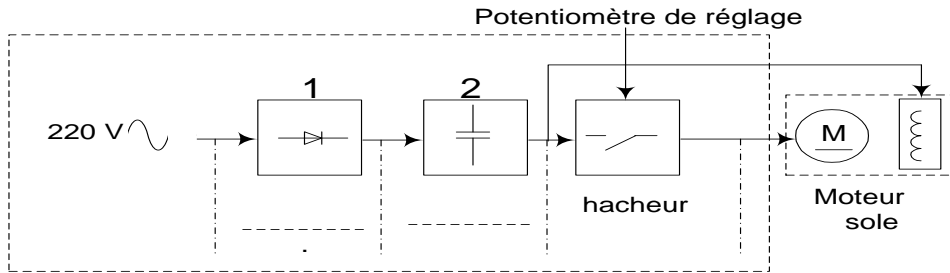 Potentiomètre de réglage
1
2
220 V
M
hacheur
Moteur
sole